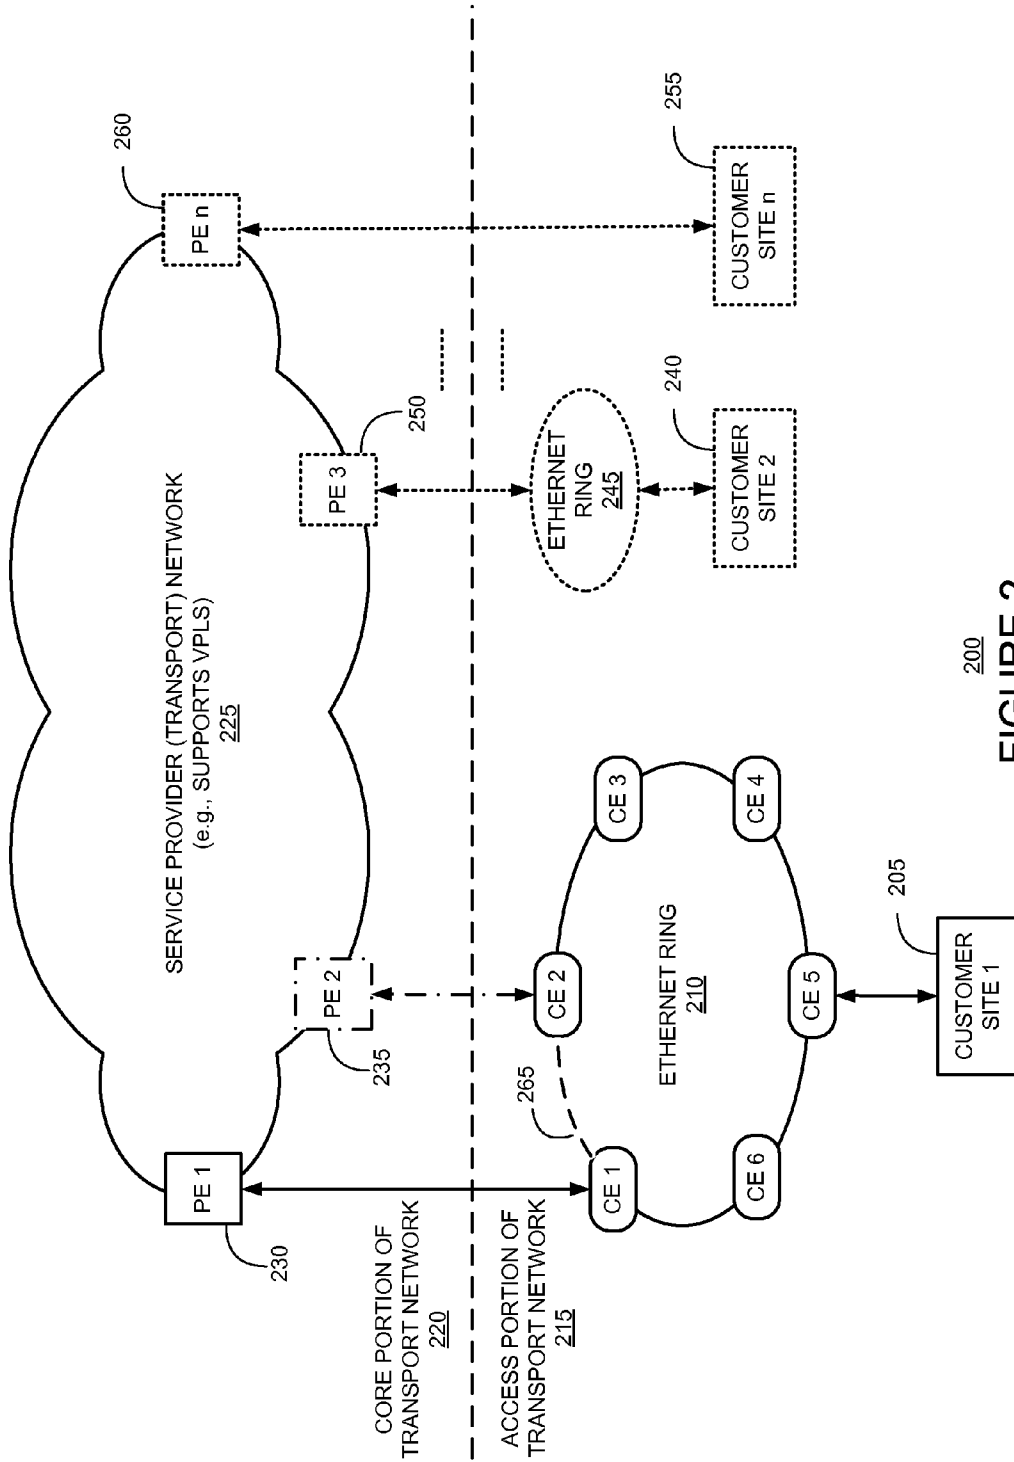 SERVICE PROVIDER (TRANSPORT) NETWORK
(e.g., SUPPORTS VPLS)
225
PE 1
230
PE 2
235
PE 3
250
PE n
260
CORE PORTION OF
TRANSPORT NETWORK
220
ACCESS PORTION OF
TRANSPORT NETWORK
215
CE 1
265
CE 2
CE 3
CE 4
CE 5
CE 6
ETHERNET RING
210
ETHERNET
RING
245
CUSTOMER
SITE 1
205
CUSTOMER
SITE 2
240
CUSTOMER
SITE n
255
200
FIGURE 2